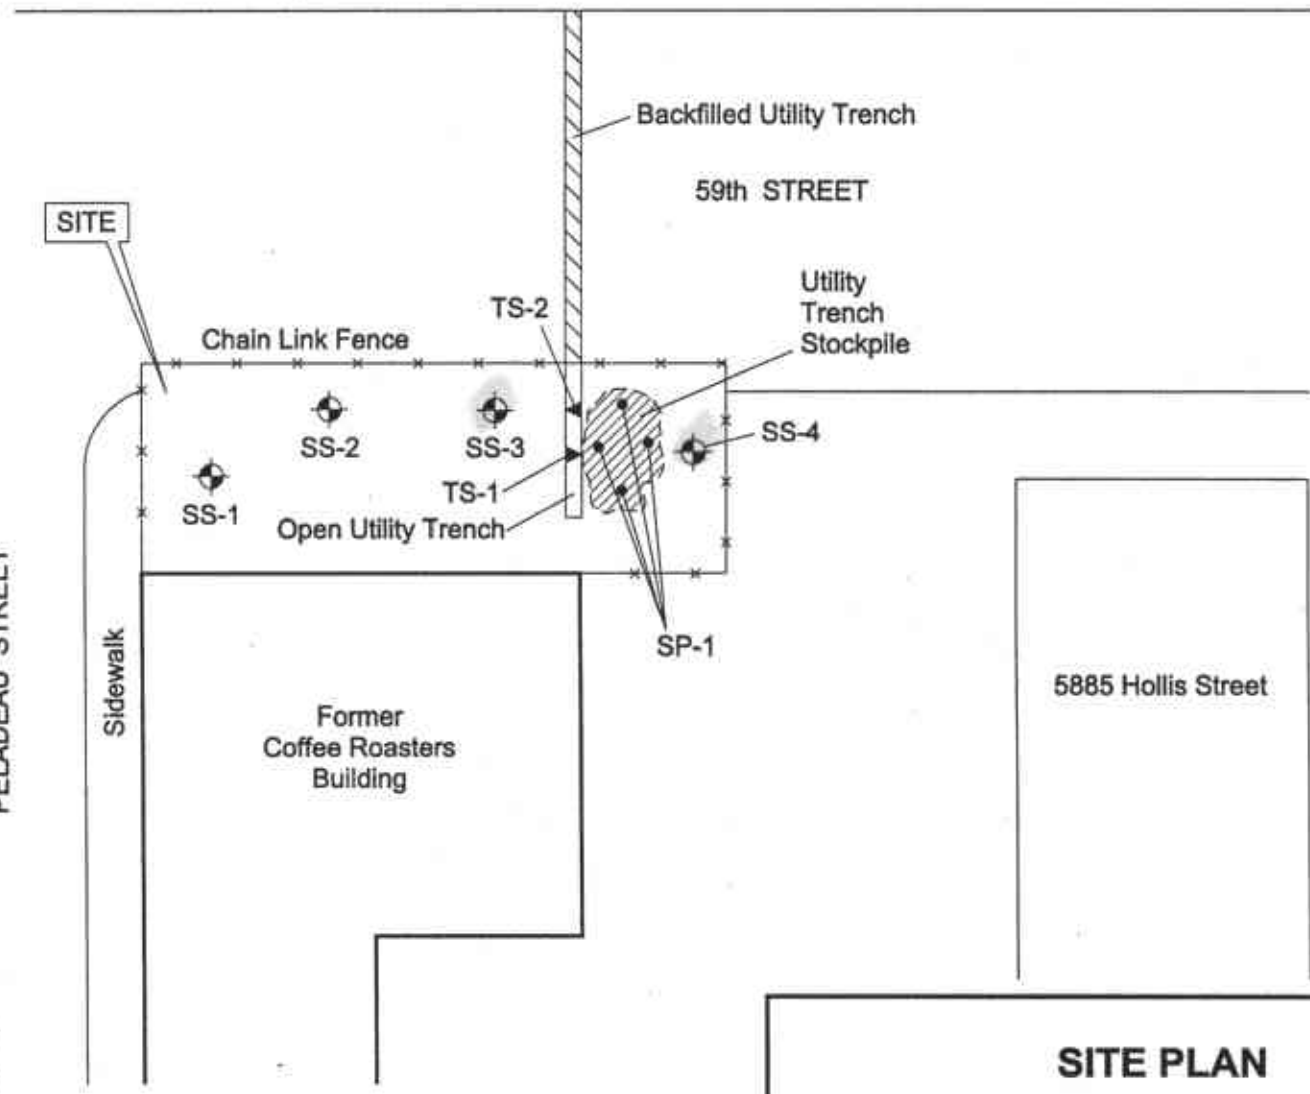 Backfilled Utility Trench
59th STREET
SITE
Utility
Trench
Stockpile
TS-2
Chain Link Fence
SS-2
SS-3
SS-4
TS-1
SS-1
Open Utility Trench
SP-1
PELADEAU STREET
Sidewalk
Former
Coffee Roasters
Building
5885 Hollis Street
SITE PLAN